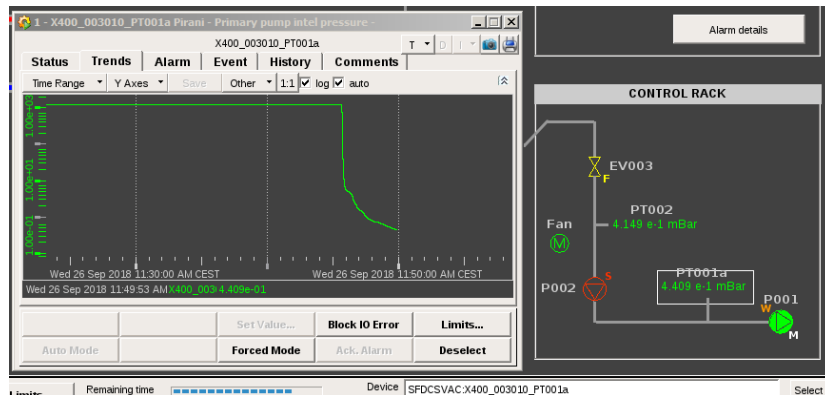 1 - X400_003010_PT001a Pirani - Primary pump intel pressure -
X400_003010_PT001a
T D I
Status Trends Alarm Event History Comments
Time Range Y Axes Save Other 1:1 log auto
1.00e+03
1.00e+01
1.00e-01
Wed 26 Sep 2018 11:30:00 AM CEST Wed 26 Sep 2018 11:50:00 AM CEST
Wed 26 Sep 2018 11:49:53 AM X400_003 4.409e-01
Set Value... Block IO Error Limits...
Auto Mode Forced Mode Ack. Alarm Deselect
Alarm details
CONTROL RACK
EV003
F
PT002
4.149 e-1 mBar
Fan
M
PT001a
4.409 e-1 mBar
P002
S
P001
W
M
Limits... Remaining time Device SFDCSVAC:X400_003010_PT001a Select